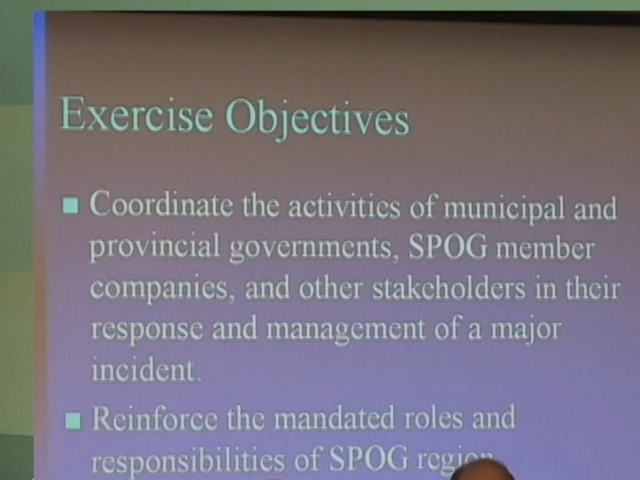 Exercise Objectives
Coordinate the activities of municipal and
provincial governments, SPOG member
companies, and other stakeholders in their
response and management of a major
incident.
Reinforce the mandated roles and
responsibilities of SPOG region